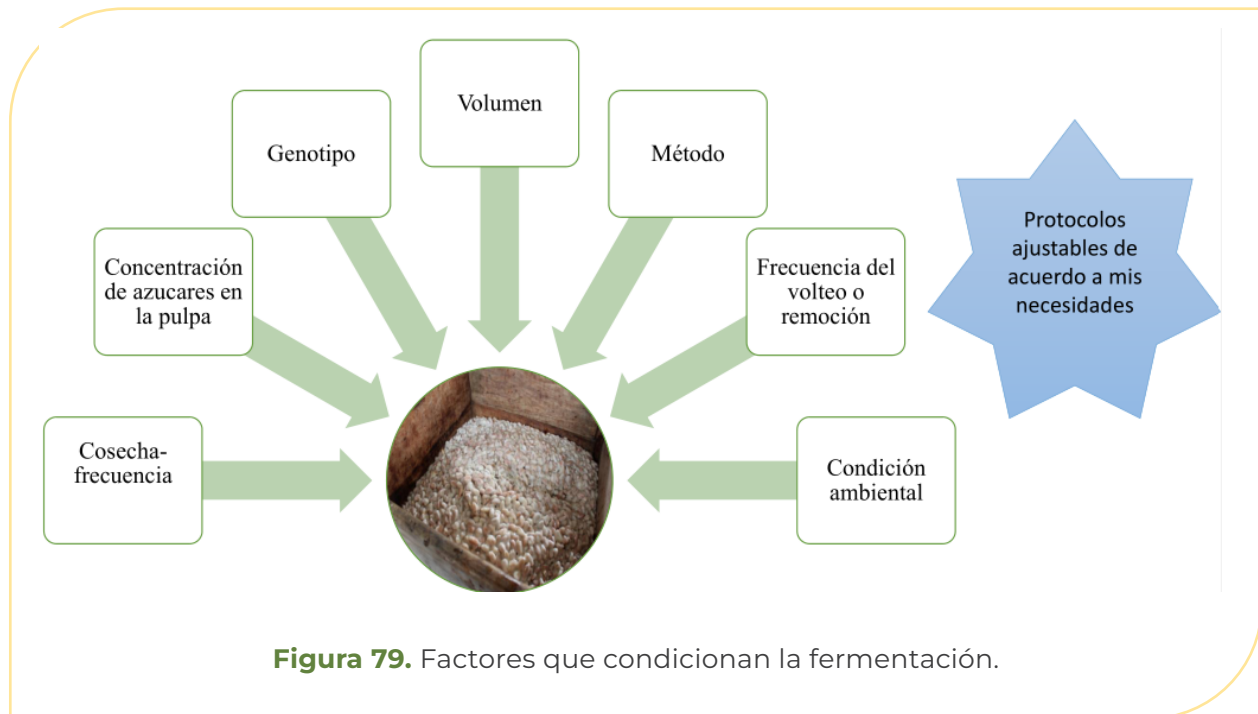 Volumen
Genotipo
Método
Concentración
de azucares en
la pulpa
Frecuencia del
volteo o
remoción
Cosecha-
frecuencia
Condición
ambiental
Protocolos
ajustables de
acuerdo a mis
necesidades
Figura 79. Factores que condicionan la fermentación.